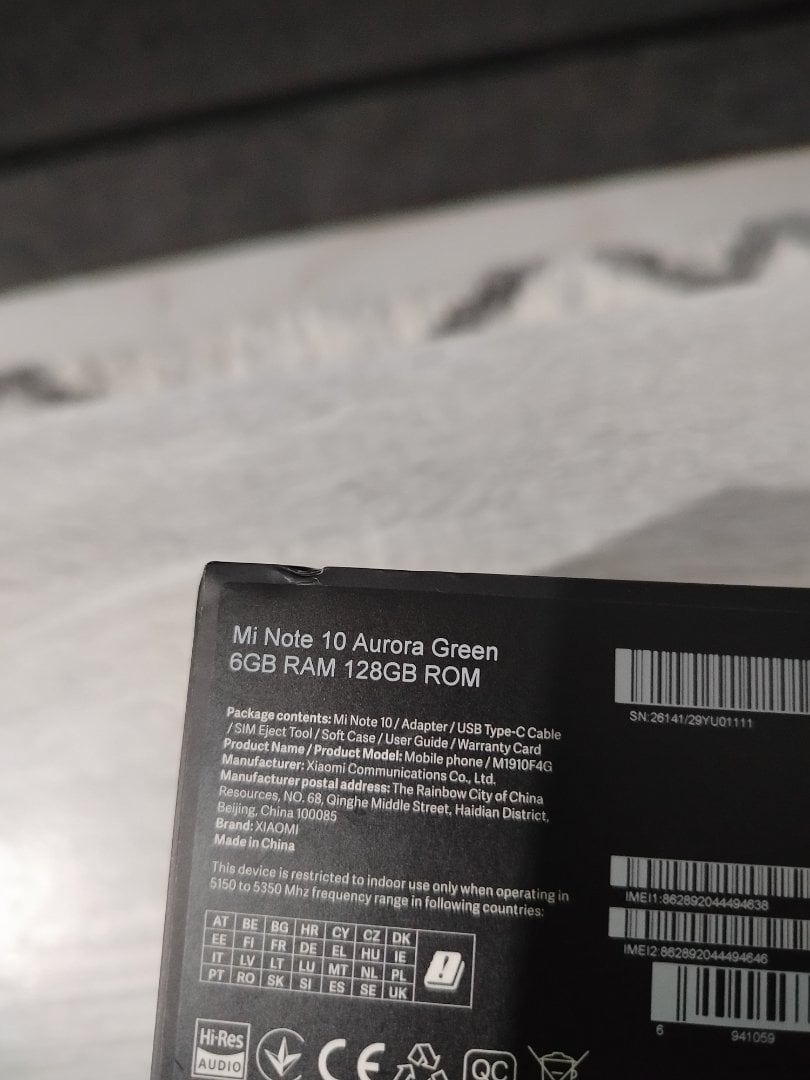 Mi Note 10 Aurora Green
6GB RAM 128GB ROM
Package contents: Mi Note 10 / Adapter / USB Type-C Cable
/ SIM Eject Tool / Soft Case / User Guide / Warranty Card
Product Name / Product Model: Mobile phone / M1910F4G
Manufacturer: Xiaomi Communications Co., Ltd.
Manufacturer postal address: The Rainbow City of China
Resources, NO. 68, Qinghe Middle Street, Haidian District,
Beijing, China 100085
Brand: XIAOMI
Made in China
This device is restricted to indoor use only when operating in
5150 to 5350 Mhz frequency range in following countries:
AT BE BG HR CY CZ DK
EE FI FR DE EL HU IE
IT LV LT LU MT NL PL
PT RO SK SI ES SE UK
Hi-Res
AUDIO
CE
QC
SN:26141/29YU01111
IMEI1:862892044494638
IMEI2:862892044494646
6 941059